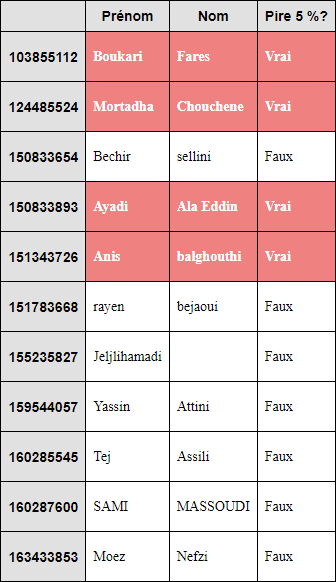 Prénom Nom Pire 5 %?
103855112 Boukari Fares Vrai
124485524 Mortadha Chouchene Vrai
150833654 Bechir sellini Faux
150833893 Ayadi Ala Eddin Vrai
151343726 Anis balghouthi Vrai
151783668 rayen bejaoui Faux
155235827 Jeljlihamadi Faux
159544057 Yassin Attini Faux
160285545 Tej Assili Faux
160287600 SAMI MASSOUDI Faux
163433853 Moez Nefzi Faux